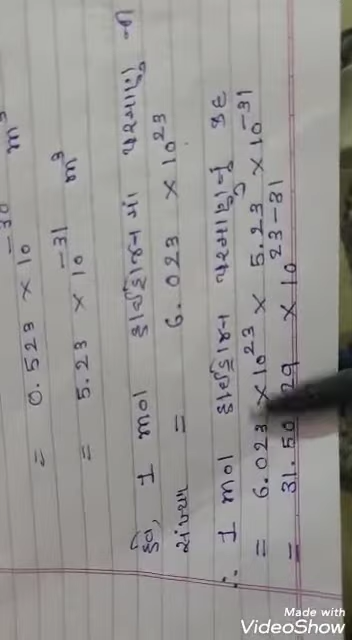 = 0.523 × 10⁻³⁰ m³
= 5.23 × 10⁻³¹ m³
હવે, 1 mol હાઈડ્રોજનમાં પરમાણુની
સંખ્યા = 6.023 × 10²³
∴ 1 mol હાઈડ્રોજન પરમાણુનું કદ
= 6.023 × 10²³ × 5.23 × 10⁻³¹
= 31.50 29 × 10²³⁻³¹
Made with
VideoShow